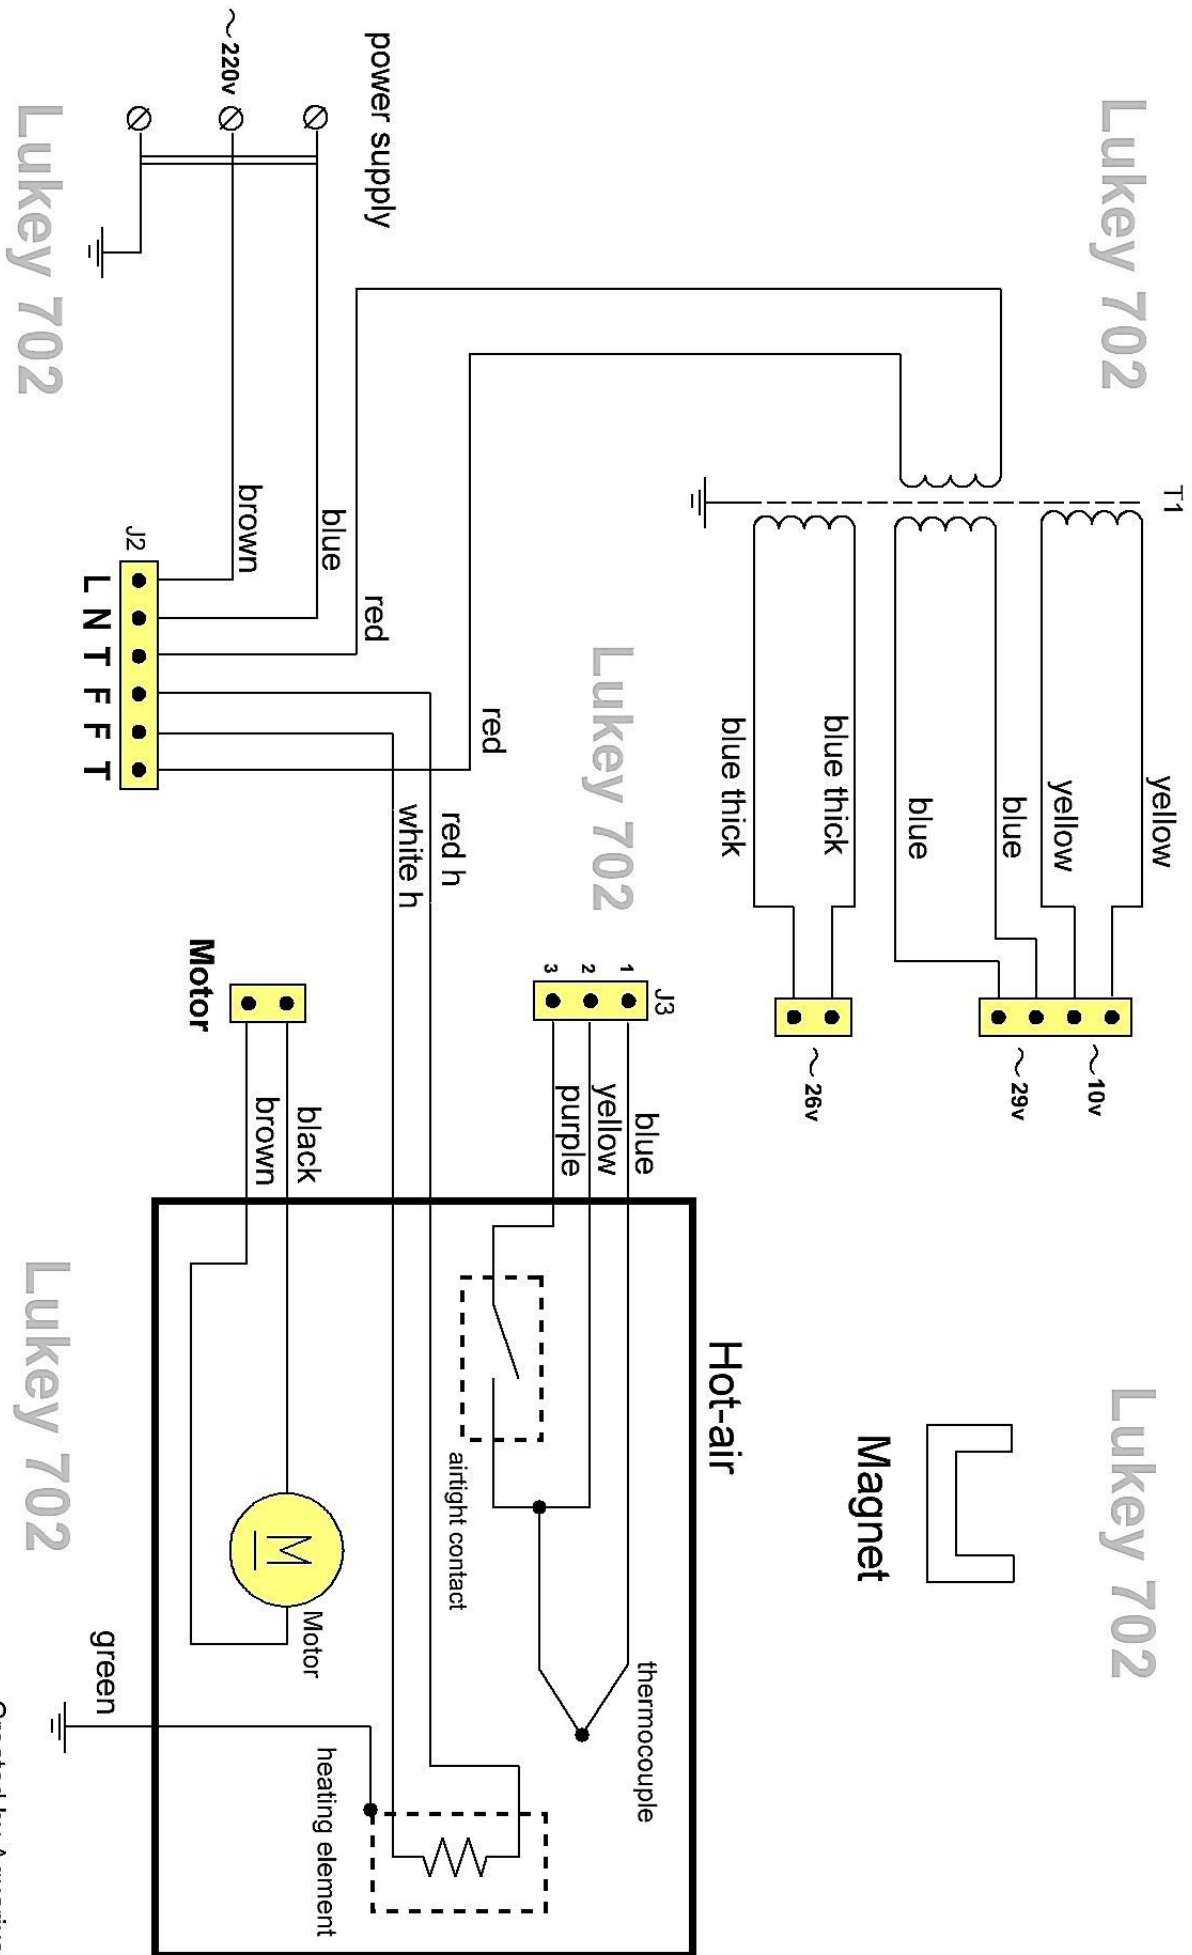 T1
Lukey 702
Lukey 702
yellow
~10v
yellow
~29v
blue
blue
Magnet
blue thick
~26v
blue thick
Hot-air
J3
1
2
3
blue
yellow
purple
thermocouple
Lukey 702
red
airtight contact
red h
white h
power supply
red
blue
brown
~220v
J2
L N T F F T
black
brown
Motor
M
Motor
heating element
green
Lukey 702
Lukey 702